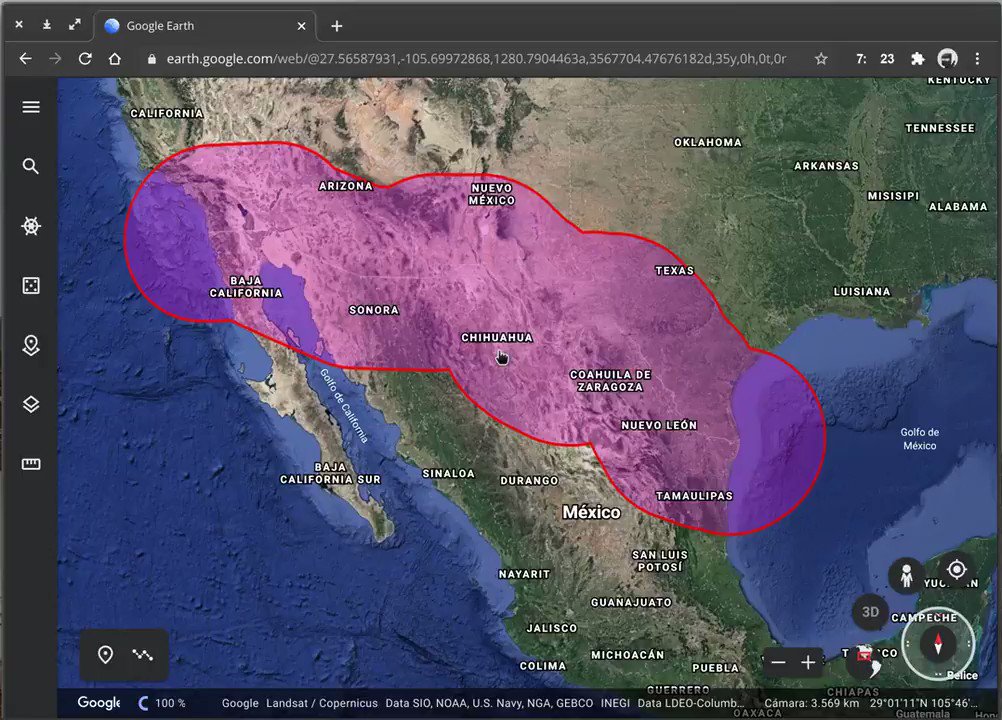 Google Earth
earth.google.com/web/@27.56587931,-105.69972868,1280.7904463a,3567704.47676182d,35y,0h,0t,0r
7:
23
KENTUCKY
CALIFORNIA
TENNESSEE
OKLAHOMA
ARKANSAS
ARIZONA
NUEVO
MÉXICO
MISISIPI
ALABAMA
TEXAS
BAJA
CALIFORNIA
LUISIANA
SONORA
CHIHUAHUA
COAHUILA DE
ZARAGOZA
Golfo de California
NUEVO LEÓN
Golfo de
México
BAJA
CALIFORNIA SUR
SINALOA
DURANGO
TAMAULIPAS
México
SAN LUIS
POTOSÍ
NAYARIT
GUANAJUATO
3D
CAMPECHE
JALISCO
MICHOACÁN
COLIMA
PUEBLA
Belice
GUERRERO
CHIAPAS
Google
100 %
Google Landsat / Copernicus Data SIO, NOAA, U.S. Navy, NGA, GEBCO INEGI Data LDEO-Columb...
Cámara: 3.569 km 29°01'11"N 105°46'...
OAXACA
Guatemala